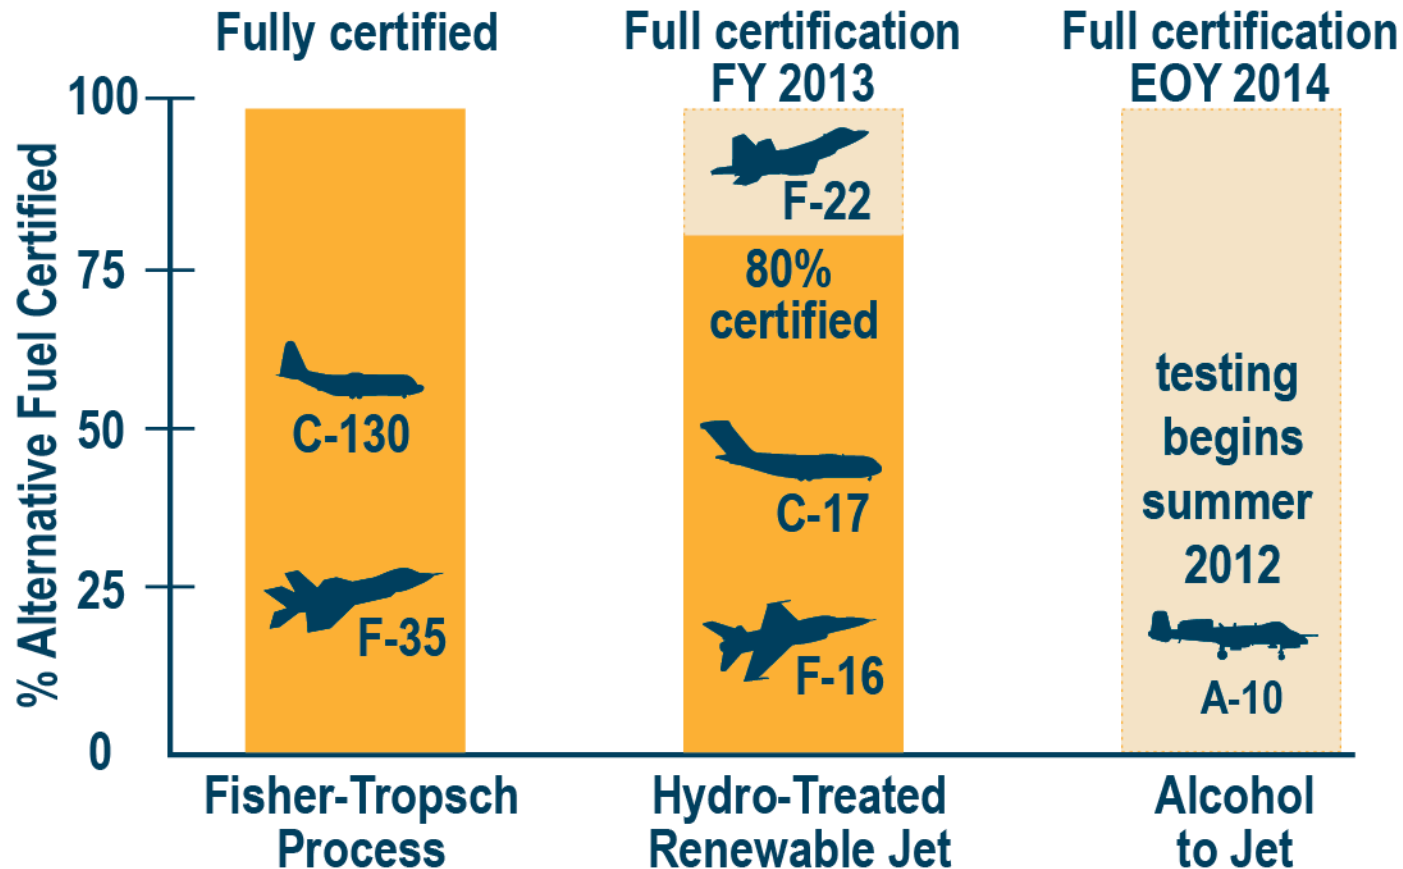 Fully certified
Full certification
FY 2013
Full certification
EOY 2014
% Alternative Fuel Certified
100
75
50
25
0
C-130
F-35
F-22
80%
certified
C-17
F-16
testing
begins
summer
2012
A-10
Fisher-Tropsch
Process
Hydro-Treated
Renewable Jet
Alcohol
to Jet